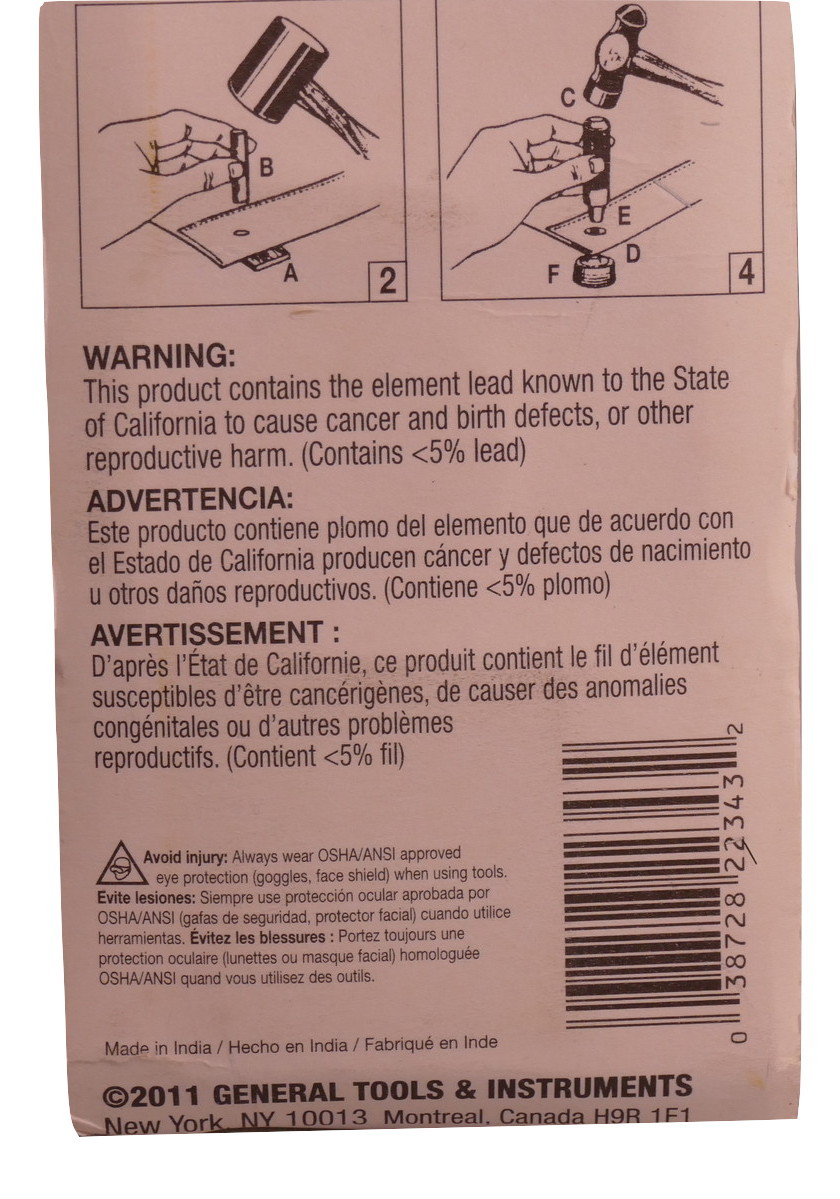 B
A
2
C
E
D
F
4
WARNING:
This product contains the element lead known to the State
of California to cause cancer and birth defects, or other
reproductive harm. (Contains <5% lead)
ADVERTENCIA:
Este producto contiene plomo del elemento que de acuerdo con
el Estado de California producen cáncer y defectos de nacimiento
u otros daños reproductivos. (Contiene <5% plomo)
AVERTISSEMENT :
D'après l'État de Californie, ce produit contient le fil d'élément
susceptibles d'être cancérigènes, de causer des anomalies
congénitales ou d'autres problèmes
reproductifs. (Contient <5% fil)
Avoid injury: Always wear OSHA/ANSI approved
eye protection (goggles, face shield) when using tools.
Evite lesiones: Siempre use protección ocular aprobada por
OSHA/ANSI (gafas de seguridad, protector facial) cuando utilice
herramientas. Évitez les blessures : Portez toujours une
protection oculaire (lunettes ou masque facial) homologuée
OSHA/ANSI quand vous utilisez des outils.
0 38728 22343 2
Made in India / Hecho en India / Fabriqué en Inde
©2011 GENERAL TOOLS & INSTRUMENTS
New York, NY 10013 Montreal, Canada H9R 1E1